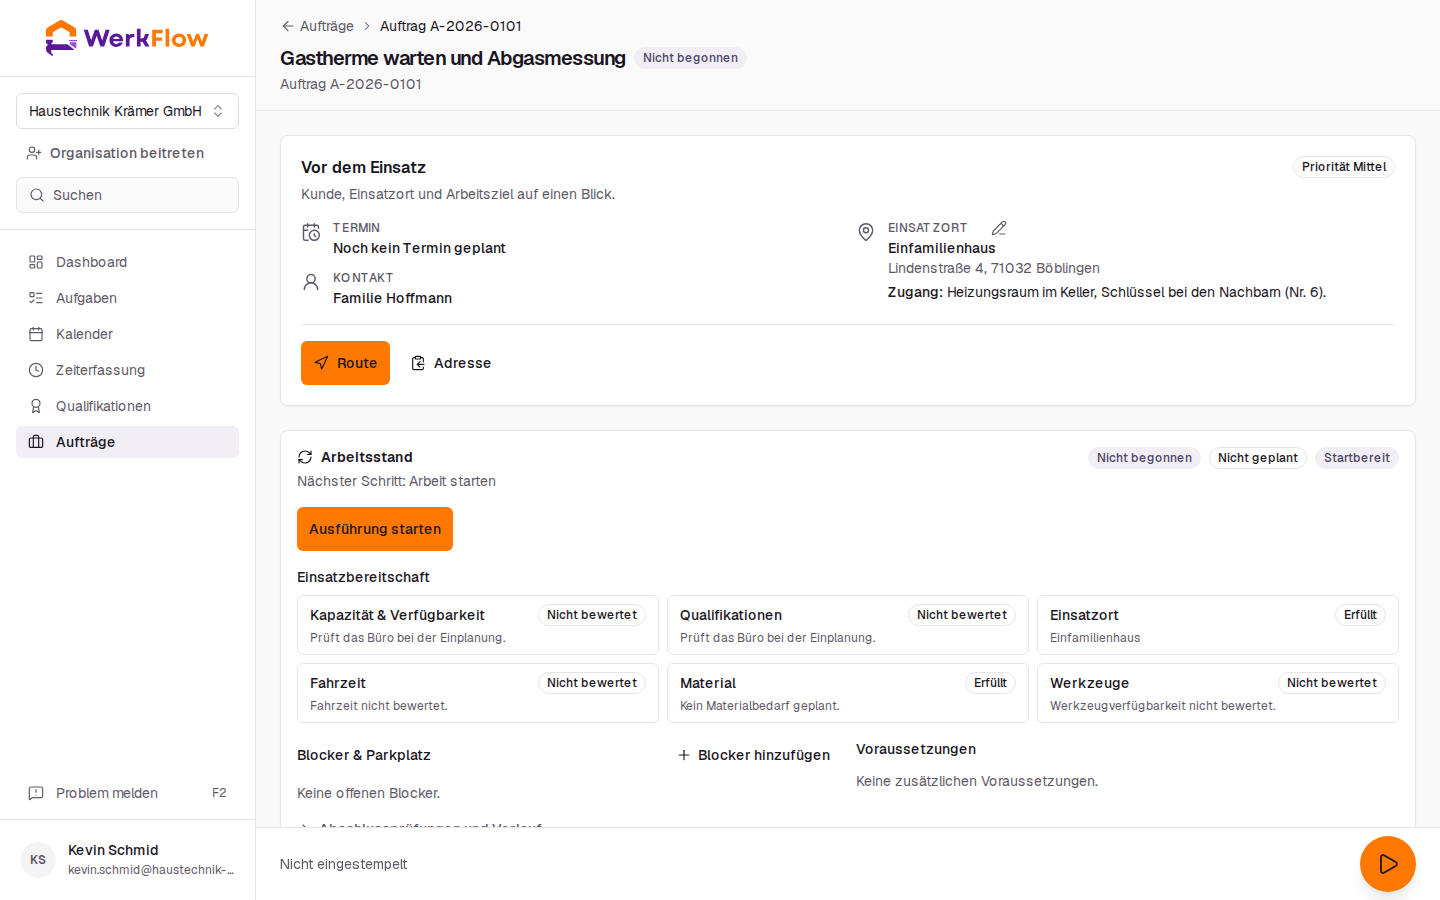 WerkFlow
Haustechnik Krämer GmbH
Organisation beitreten
Suchen
Dashboard
Aufgaben
Kalender
Zeiterfassung
Qualifikationen
Aufträge
Problem melden F2
KS
Kevin Schmid
kevin.schmid@haustechnik-...
Aufträge > Auftrag A-2026-0101
Gastherme warten und Abgasmessung Nicht begonnen
Auftrag A-2026-0101
Vor dem Einsatz Priorität Mittel
Kunde, Einsatzort und Arbeitsziel auf einen Blick.
TERMIN
Noch kein Termin geplant
KONTAKT
Familie Hoffmann
EINSATZORT
Einfamilienhaus
Lindenstraße 4, 71032 Böblingen
Zugang: Heizungsraum im Keller, Schlüssel bei den Nachbarn (Nr. 6).
Route Adresse
Arbeitsstand Nicht begonnen Nicht geplant Startbereit
Nächster Schritt: Arbeit starten
Ausführung starten
Einsatzbereitschaft
Kapazität & Verfügbarkeit Nicht bewertet
Prüft das Büro bei der Einplanung.
Qualifikationen Nicht bewertet
Prüft das Büro bei der Einplanung.
Einsatzort Erfüllt
Einfamilienhaus
Fahrzeit Nicht bewertet
Fahrzeit nicht bewertet.
Material Erfüllt
Kein Materialbedarf geplant.
Werkzeuge Nicht bewertet
Werkzeugverfügbarkeit nicht bewertet.
Blocker & Parkplatz Blocker hinzufügen
Keine offenen Blocker.
Voraussetzungen
Keine zusätzlichen Voraussetzungen.
Abschlussprüfungen und Verlauf
Nicht eingestempelt